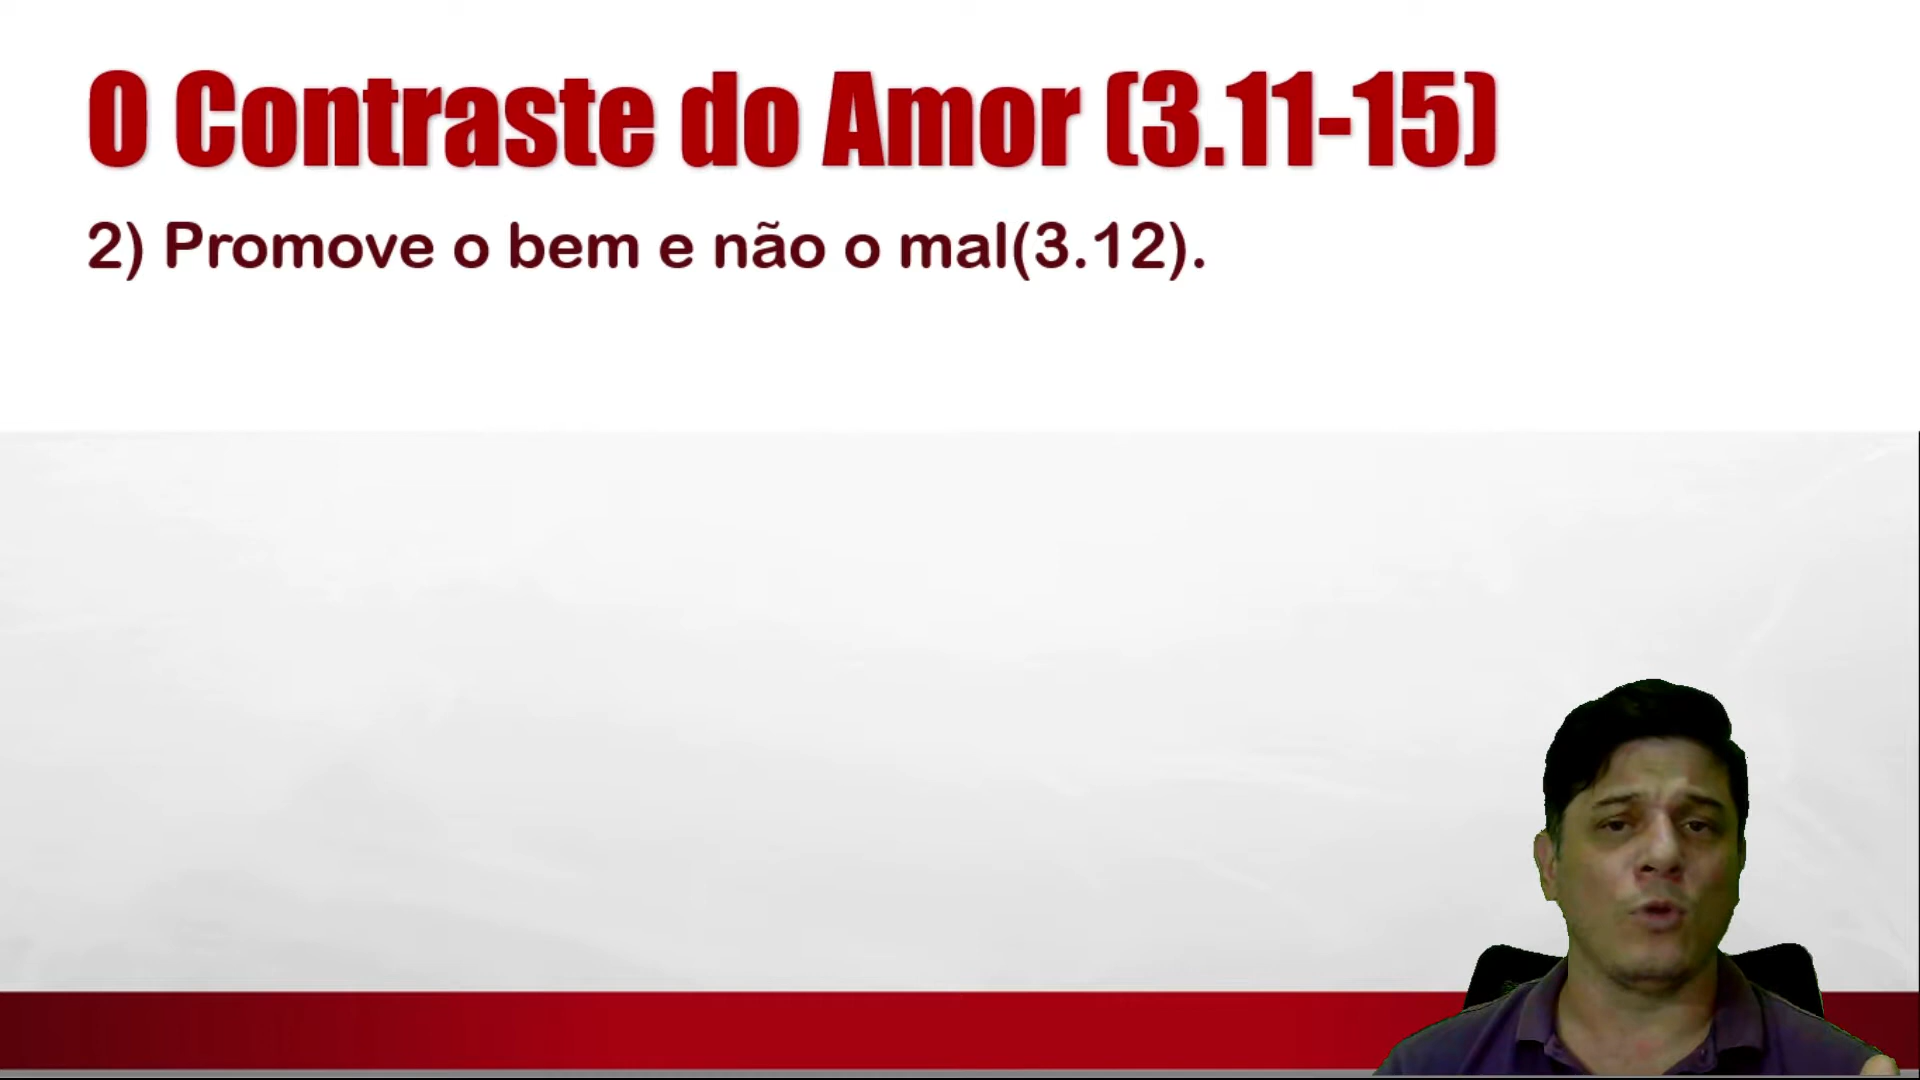 O Contraste do Amor (3.11-15)
2) Promove o bem e não o mal(3.12).